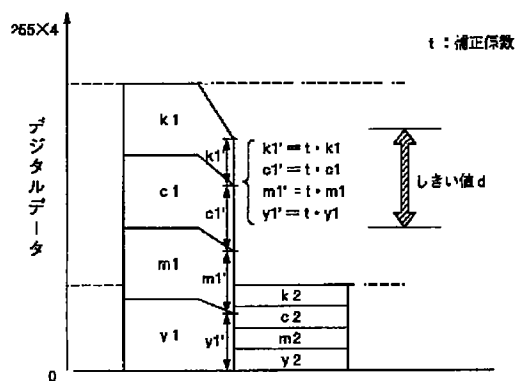 255×4
t：補正係数
デジタルデータ
k1
k1'
k1'＝t・k1
c1'＝t・c1
m1'＝t・m1
y1'＝t・y1
しきい値d
c1
c1'
m1
m1'
k2
c2
m2
y2
y1
y1'
0